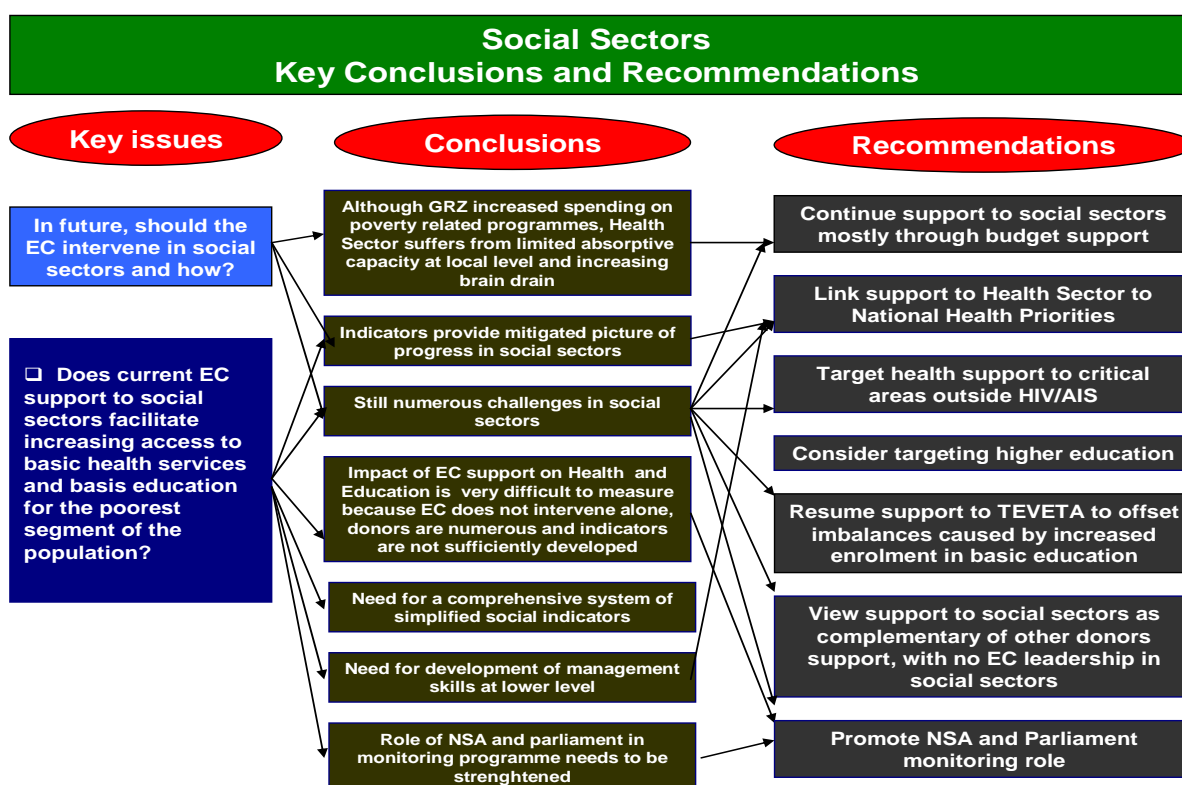 Social Sectors
Key Conclusions and Recommendations
Key issues
Conclusions
Recommendations
In future, should the
EC intervene in social
sectors and how?
❑ Does current EC
support to social
sectors facilitate
increasing access to
basic health services
and basis education
for the poorest
segment of the
population?
Although GRZ increased spending on
poverty related programmes, Health
Sector suffers from limited absorptive
capacity at local level and increasing
brain drain
Indicators provide mitigated picture of
progress in social sectors
Still numerous challenges in social
sectors
Impact of EC support on Health and
Education is very difficult to measure
because EC does not intervene alone,
donors are numerous and indicators
are not sufficiently developed
Need for a comprehensive system of
simplified social indicators
Need for development of management
skills at lower level
Role of NSA and parliament in
monitoring programme needs to be
strenghtened
Continue support to social sectors
mostly through budget support
Link support to Health Sector to
National Health Priorities
Target health support to critical
areas outside HIV/AIS
Consider targeting higher education
Resume support to TEVETA to offset
imbalances caused by increased
enrolment in basic education
View support to social sectors as
complementary of other donors
support, with no EC leadership in
social sectors
Promote NSA and Parliament
monitoring role